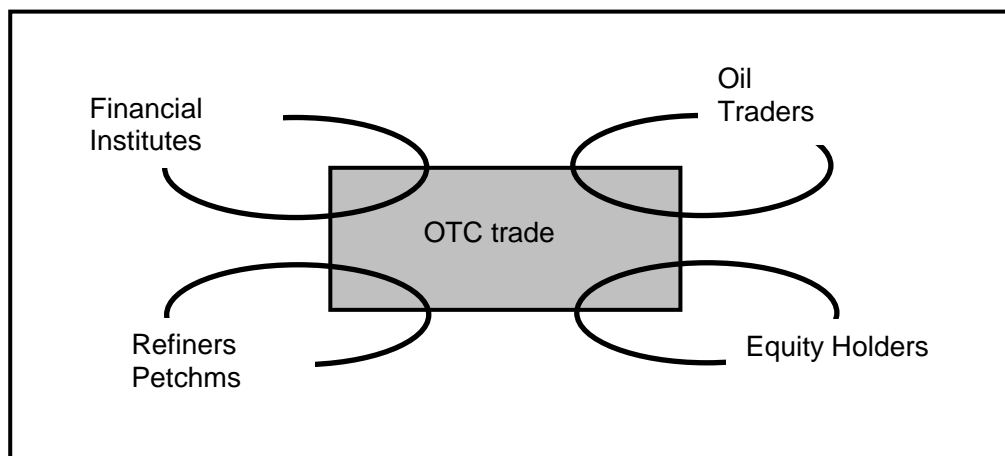 Financial
Institutes
Oil
Traders
OTC trade
Refiners
Petchms
Equity Holders